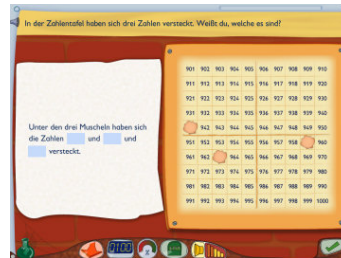 In der Zahlentafel haben sich drei Zahlen versteckt. Weißt du, welche es sind?
Unter den drei Muscheln haben sich
die Zahlen und und
versteckt.
901 902 903 904 905 906 907 908 909 910
911 912 913 914 915 916 917 918 919 920
921 922 923 924 925 926 927 928 929 930
931 932 933 934 935 936 937 938 939 940
942 943 944 945 946 947 948 949 950
951 952 953 954 955 956 957 958 960
961 962 964 965 966 967 968 969 970
971 972 973 974 975 976 977 978 979 980
981 982 983 984 985 986 987 988 989 990
991 992 993 994 995 996 997 998 999 1000
0100